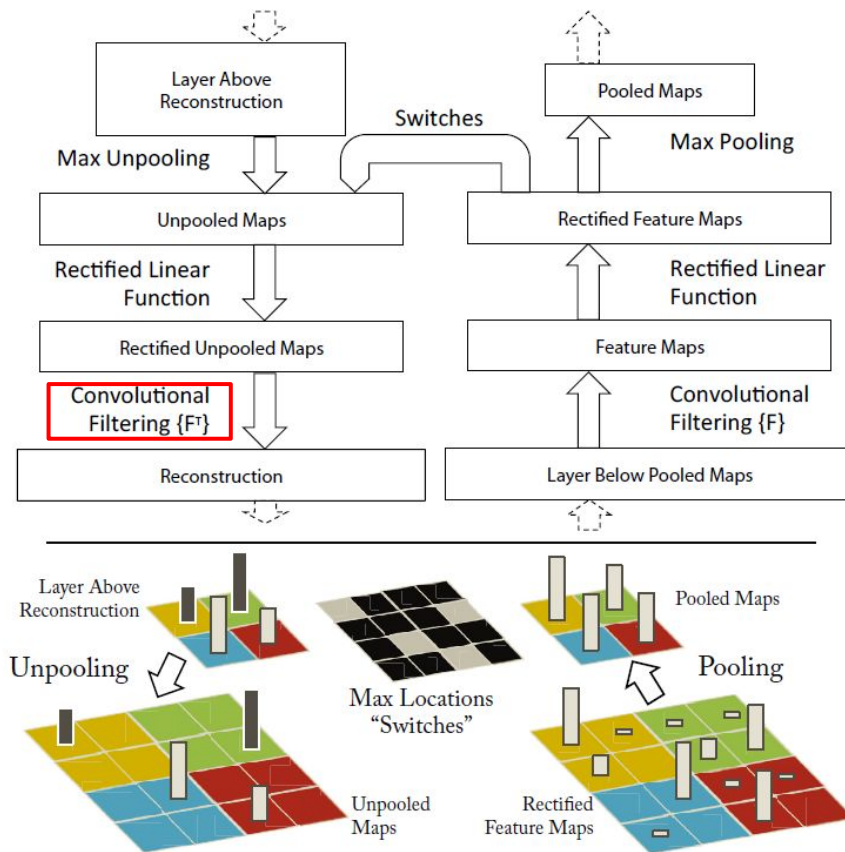 Layer Above
Reconstruction
Pooled Maps
Switches
Max Unpooling
Max Pooling
Unpooled Maps
Rectified Feature Maps
Rectified Linear
Function
Rectified Linear
Function
Rectified Unpooled Maps
Feature Maps
Convolutional
Filtering {Fᵀ}
Convolutional
Filtering {F}
Reconstruction
Layer Below Pooled Maps
Layer Above
Reconstruction
Pooled Maps
Unpooling
Pooling
Max Locations
“Switches”
Unpooled
Maps
Rectified
Feature Maps